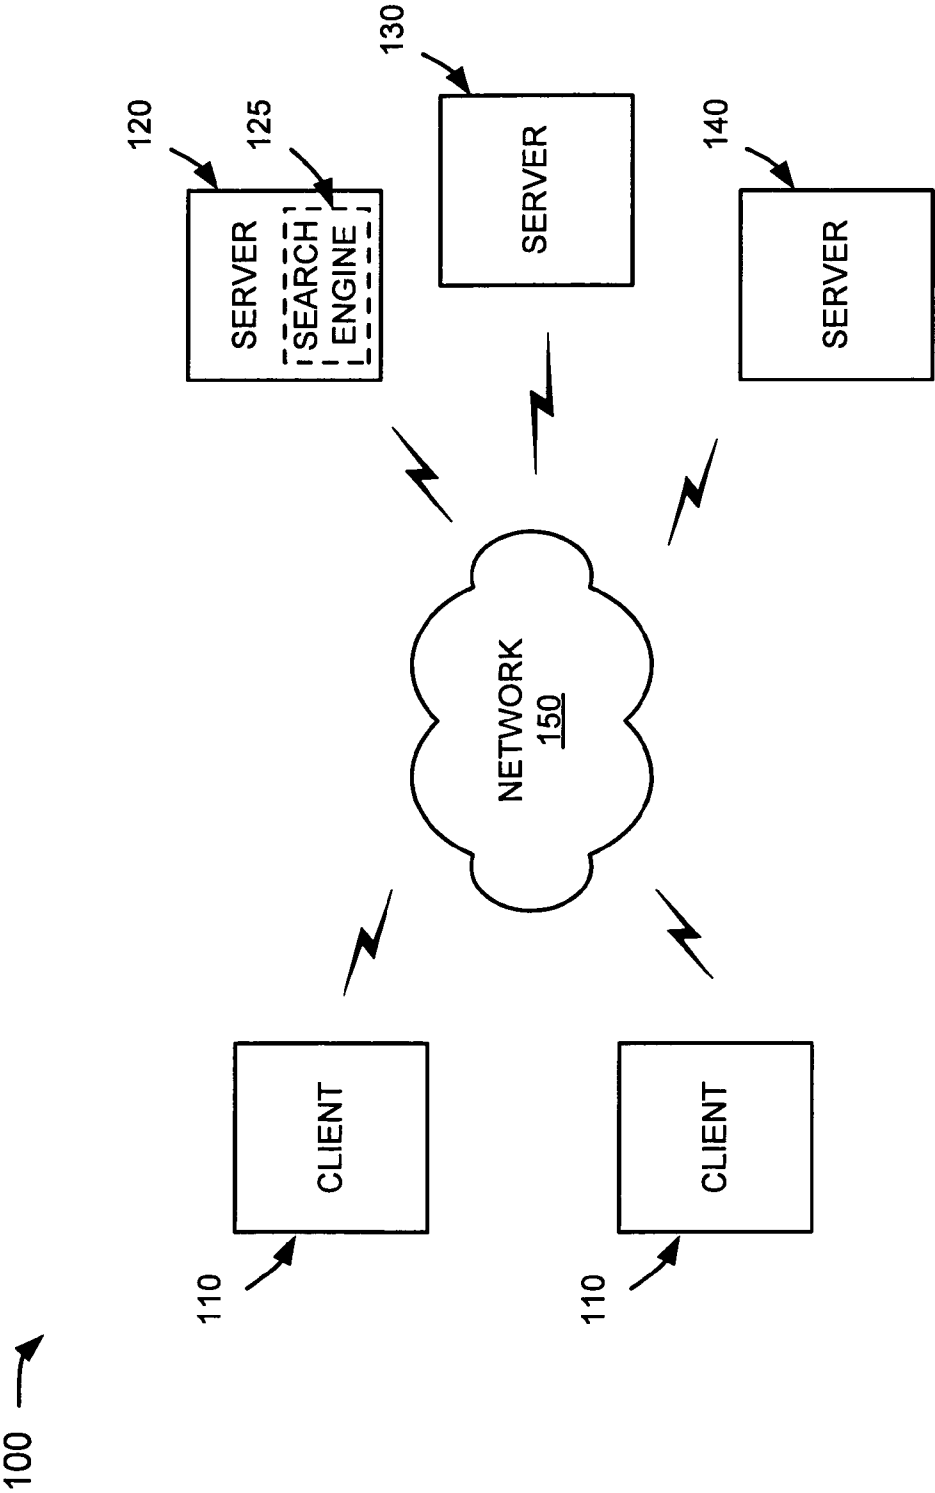 100
110
CLIENT
110
CLIENT
NETWORK
150
120
SERVER
125
SEARCH
ENGINE
130
SERVER
140
SERVER